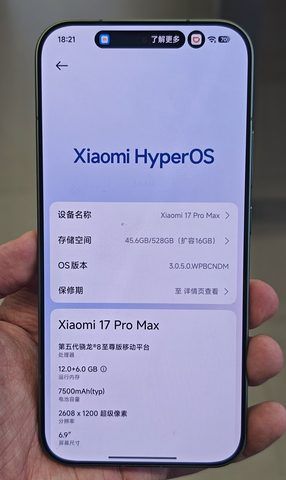 18:21 了解更多 70
Xiaomi HyperOS
设备名称 Xiaomi 17 Pro Max
存储空间 45.6GB/528GB（扩容16GB）
OS版本 3.0.5.0.WPBCNDM
保修期 至 详情页查看
Xiaomi 17 Pro Max
第五代骁龙®8至尊版移动平台
处理器
12.0+6.0 GB
运行内存
7500mAh(typ)
电池容量
2608 x 1200 超级像素
分辨率
6.9"
屏幕尺寸